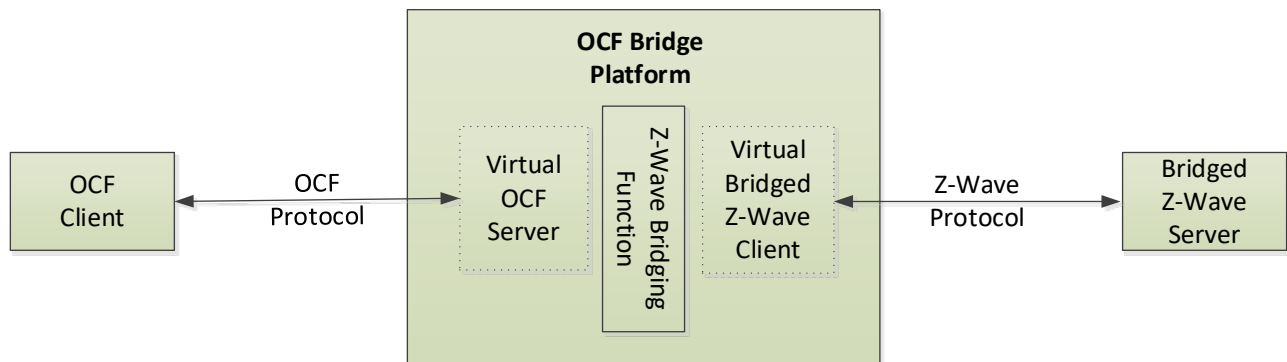 OCF Bridge
Platform
OCF
Client
OCF
Protocol
Virtual
OCF
Server
Z-Wave Bridging
Function
Virtual
Bridged
Z-Wave
Client
Z-Wave
Protocol
Bridged
Z-Wave
Server